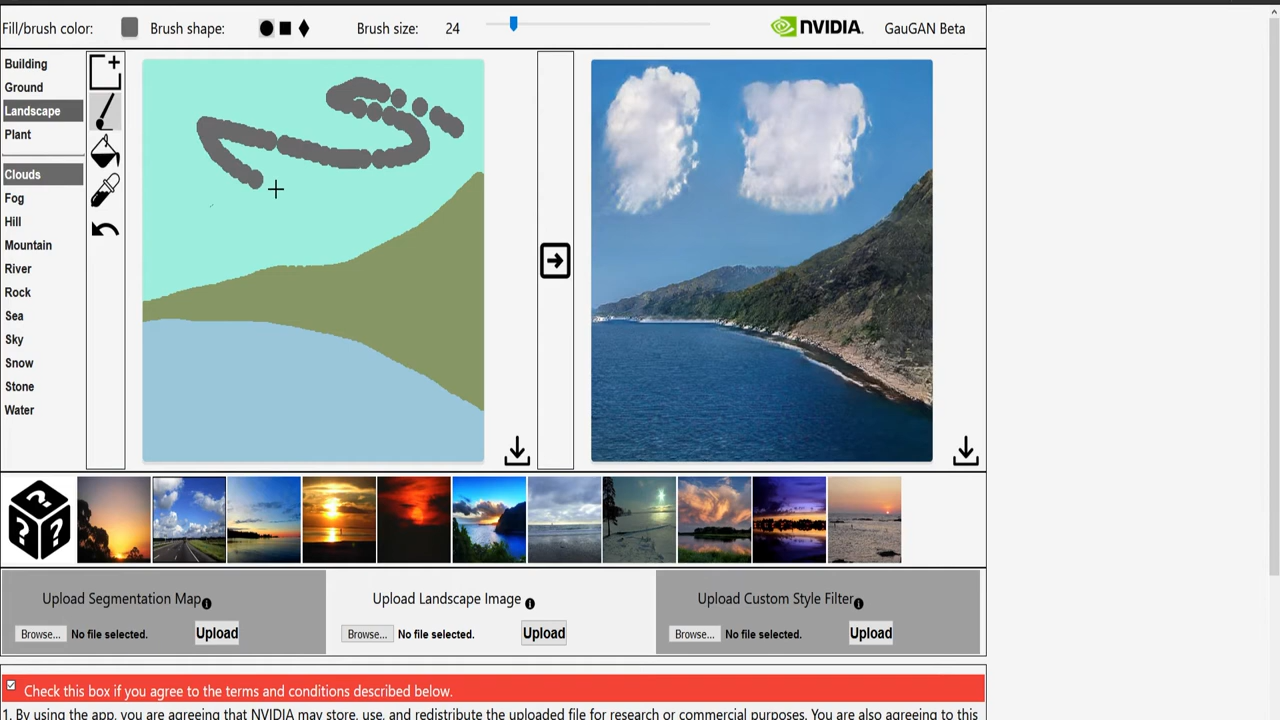 Fill/brush color: Brush shape: Brush size: 24 NVIDIA. GauGAN Beta
Building
Ground
Landscape
Plant
Clouds
Fog
Hill
Mountain
River
Rock
Sea
Sky
Snow
Stone
Water
? ? ?
Upload Segmentation Map i Upload Landscape Image i Upload Custom Style Filter i
Browse... No file selected. Upload Browse... No file selected. Upload Browse... No file selected. Upload
Check this box if you agree to the terms and conditions described below.
1. By using the app, you are agreeing that NVIDIA may store, use, and redistribute the uploaded file for research or commercial purposes. You are also agreeing to this